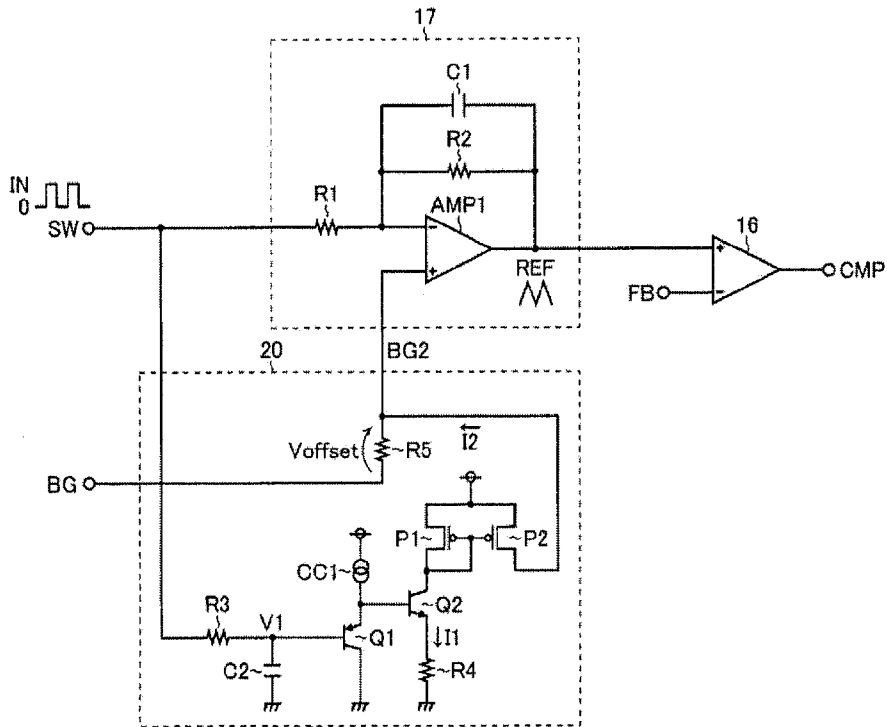 17
C1
R2
IN
0
SW
R1
AMP1
16
REF
FB
CMP
20
BG2
I2
Voffset
R5
BG
P1
P2
CC1
R3
V1
Q2
Q1
I1
C2
R4